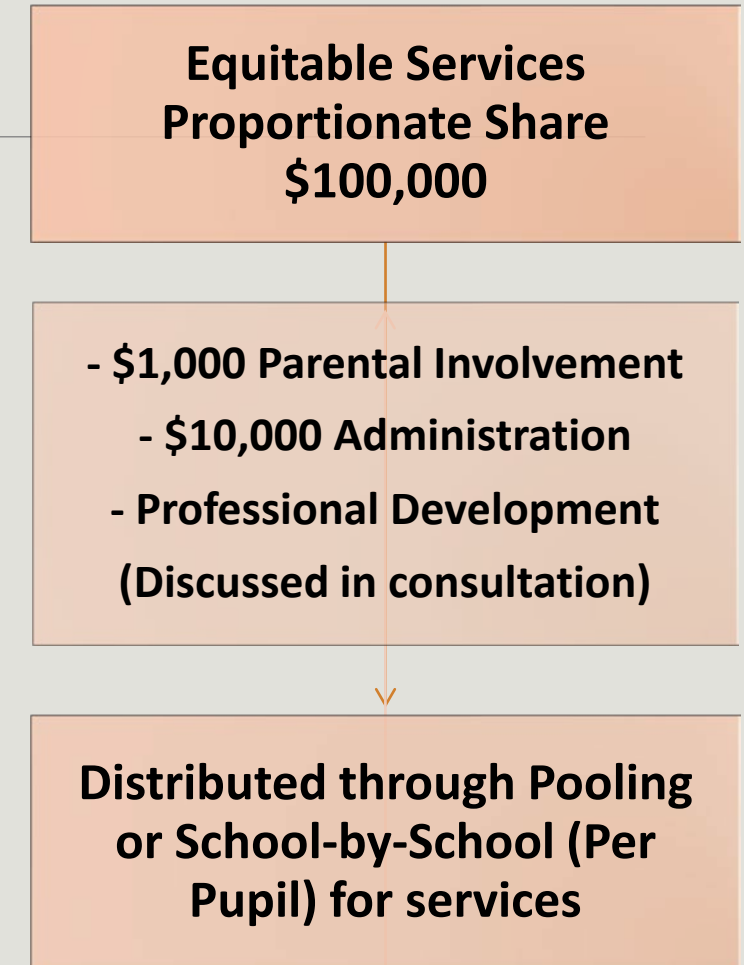 Equitable Services
Proportionate Share
$100,000
- $1,000 Parental Involvement
- $10,000 Administration
- Professional Development
(Discussed in consultation)
Distributed through Pooling
or School-by-School (Per
Pupil) for services